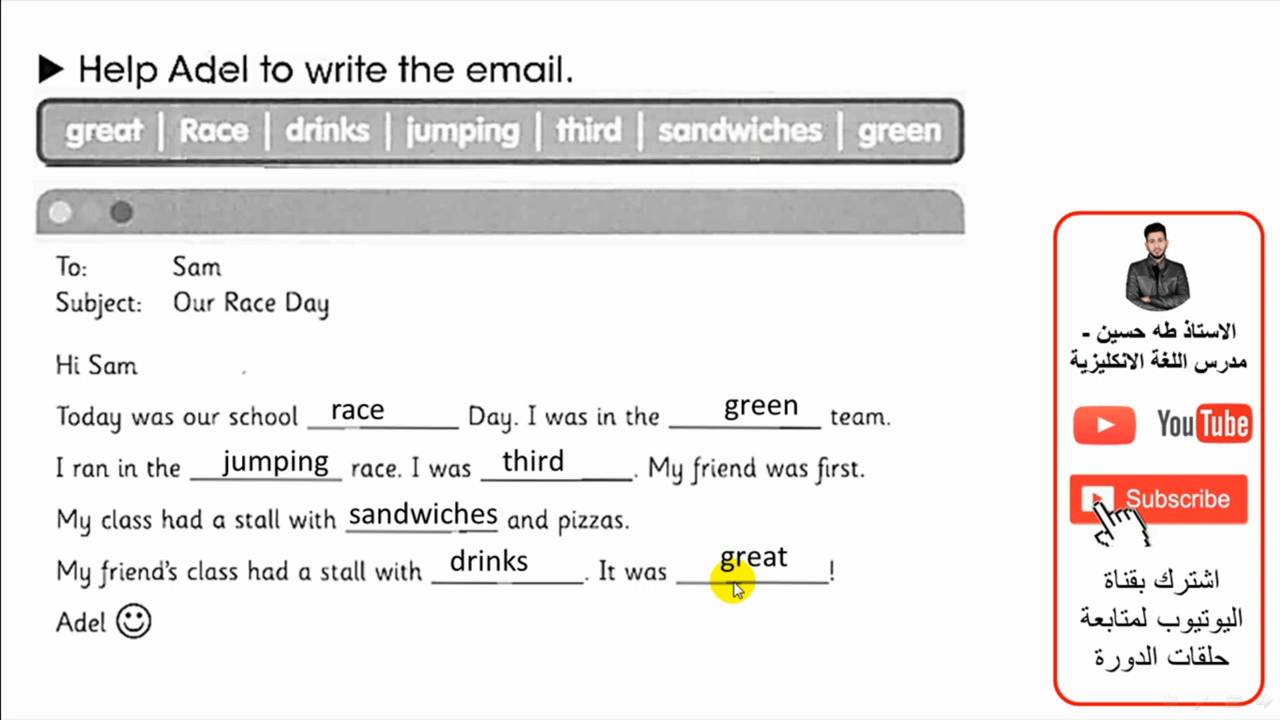 ▶ Help Adel to write the email.
great | Race | drinks | jumping | third | sandwiches | green
To: Sam
Subject: Our Race Day
Hi Sam
Today was our school race Day. I was in the green team.
I ran in the jumping race. I was third. My friend was first.
My class had a stall with sandwiches and pizzas.
My friend's class had a stall with drinks. It was great!
Adel ☺
الاستاذ طه حسين -
مدرس اللغة الانكليزية
YouTube
Subscribe
اشترك بقناة
اليوتيوب لمتابعة
حلقات الدورة